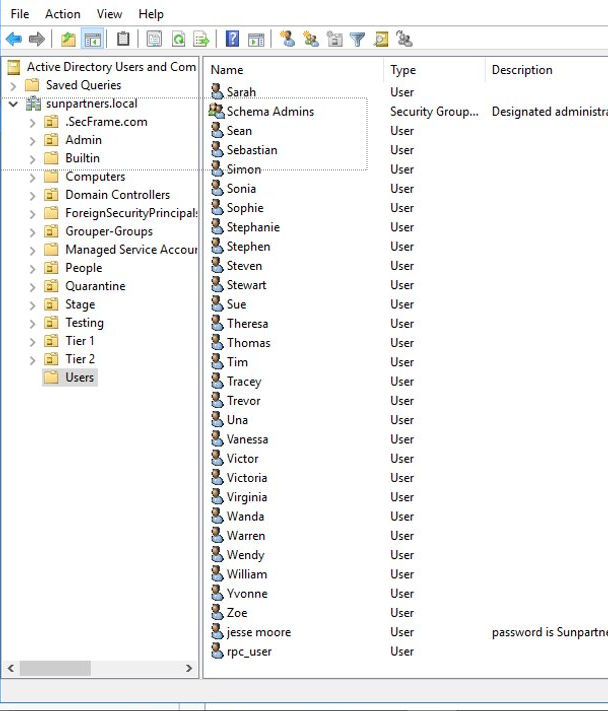 File Action View Help
Active Directory Users and Com
Saved Queries
sunpartners.local
.SecFrame.com
Admin
Builtin
Computers
Domain Controllers
ForeignSecurityPrincipals
Grouper-Groups
Managed Service Accour
People
Quarantine
Stage
Testing
Tier 1
Tier 2
Users
Name Type Description
Sarah User
Schema Admins Security Group... Designated administra
Sean User
Sebastian User
Simon User
Sonia User
Sophie User
Stephanie User
Stephen User
Steven User
Stewart User
Sue User
Theresa User
Thomas User
Tim User
Tracey User
Trevor User
Una User
Vanessa User
Victor User
Victoria User
Virginia User
Wanda User
Warren User
Wendy User
William User
Yvonne User
Zoe User
jesse moore User password is Sunpartne
rpc_user User